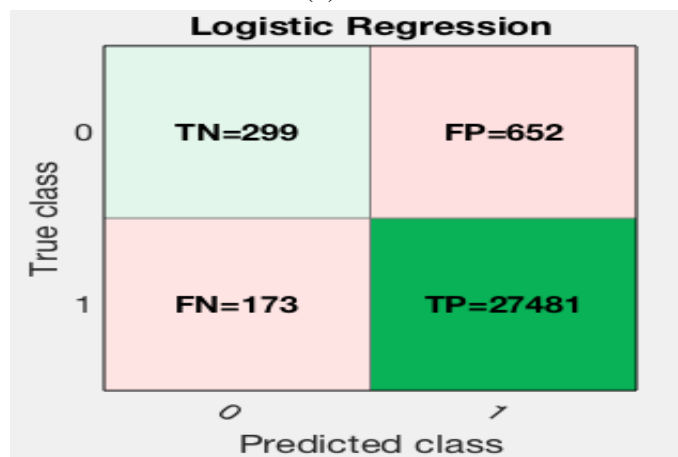 Logistic Regression
0 TN=299 FP=652
True class
1 FN=173 TP=27481
0 1
Predicted class